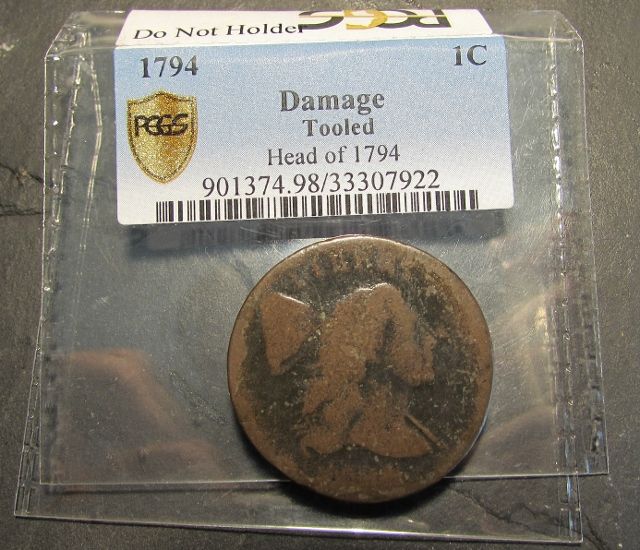 PCGS
Do Not Holder
1794 1C
PCGS
Damage
Tooled
Head of 1794
901374.98/33307922